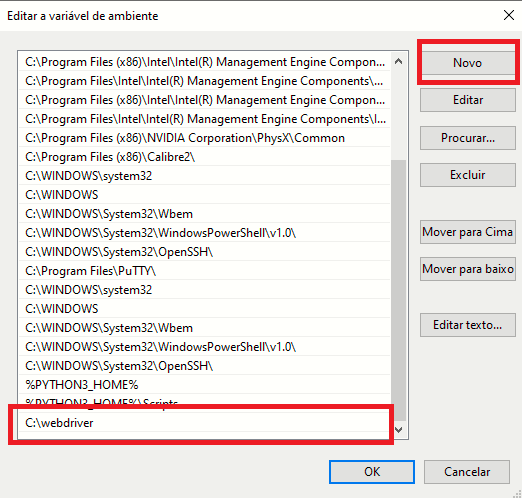 Editar a variável de ambiente
C:\Program Files (x86)\Intel\Intel(R) Management Engine Compon...
C:\Program Files (x86)\Intel\Intel(R) Management Engine Components\...
C:\Program Files (x86)\Intel\Intel(R) Management Engine Compon...
C:\Program Files (x86)\Intel\Intel(R) Management Engine Components\I...
C:\Program Files (x86)\NVIDIA Corporation\PhysX\Common
C:\Program Files (x86)\Calibre2\
C:\WINDOWS\system32
C:\WINDOWS
C:\WINDOWS\System32\Wbem
C:\WINDOWS\System32\WindowsPowerShell\v1.0\
C:\WINDOWS\System32\OpenSSH\
C:\Program Files\PuTTY\
C:\WINDOWS\system32
C:\WINDOWS
C:\WINDOWS\System32\Wbem
C:\WINDOWS\System32\WindowsPowerShell\v1.0\
C:\WINDOWS\System32\OpenSSH\
%PYTHON3_HOME%
%PYTHON3_HOME%\Scripts
C:\webdriver
Novo
Editar
Procurar...
Excluir
Mover para Cima
Mover para baixo
Editar texto...
OK
Cancelar